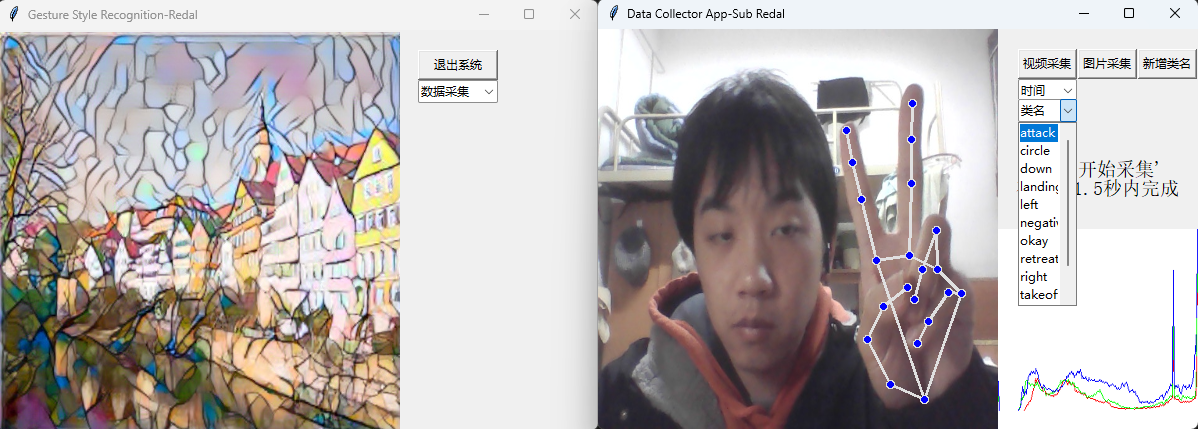 Gesture Style Recognition-Redal
退出系统
数据采集
Data Collector App-Sub Redal
视频采集 图片采集 新增类名
时间
类名
attack
circle
down
landing
left
negativ
okay
retreat
right
takeof
开始采集'
1.5秒内完成